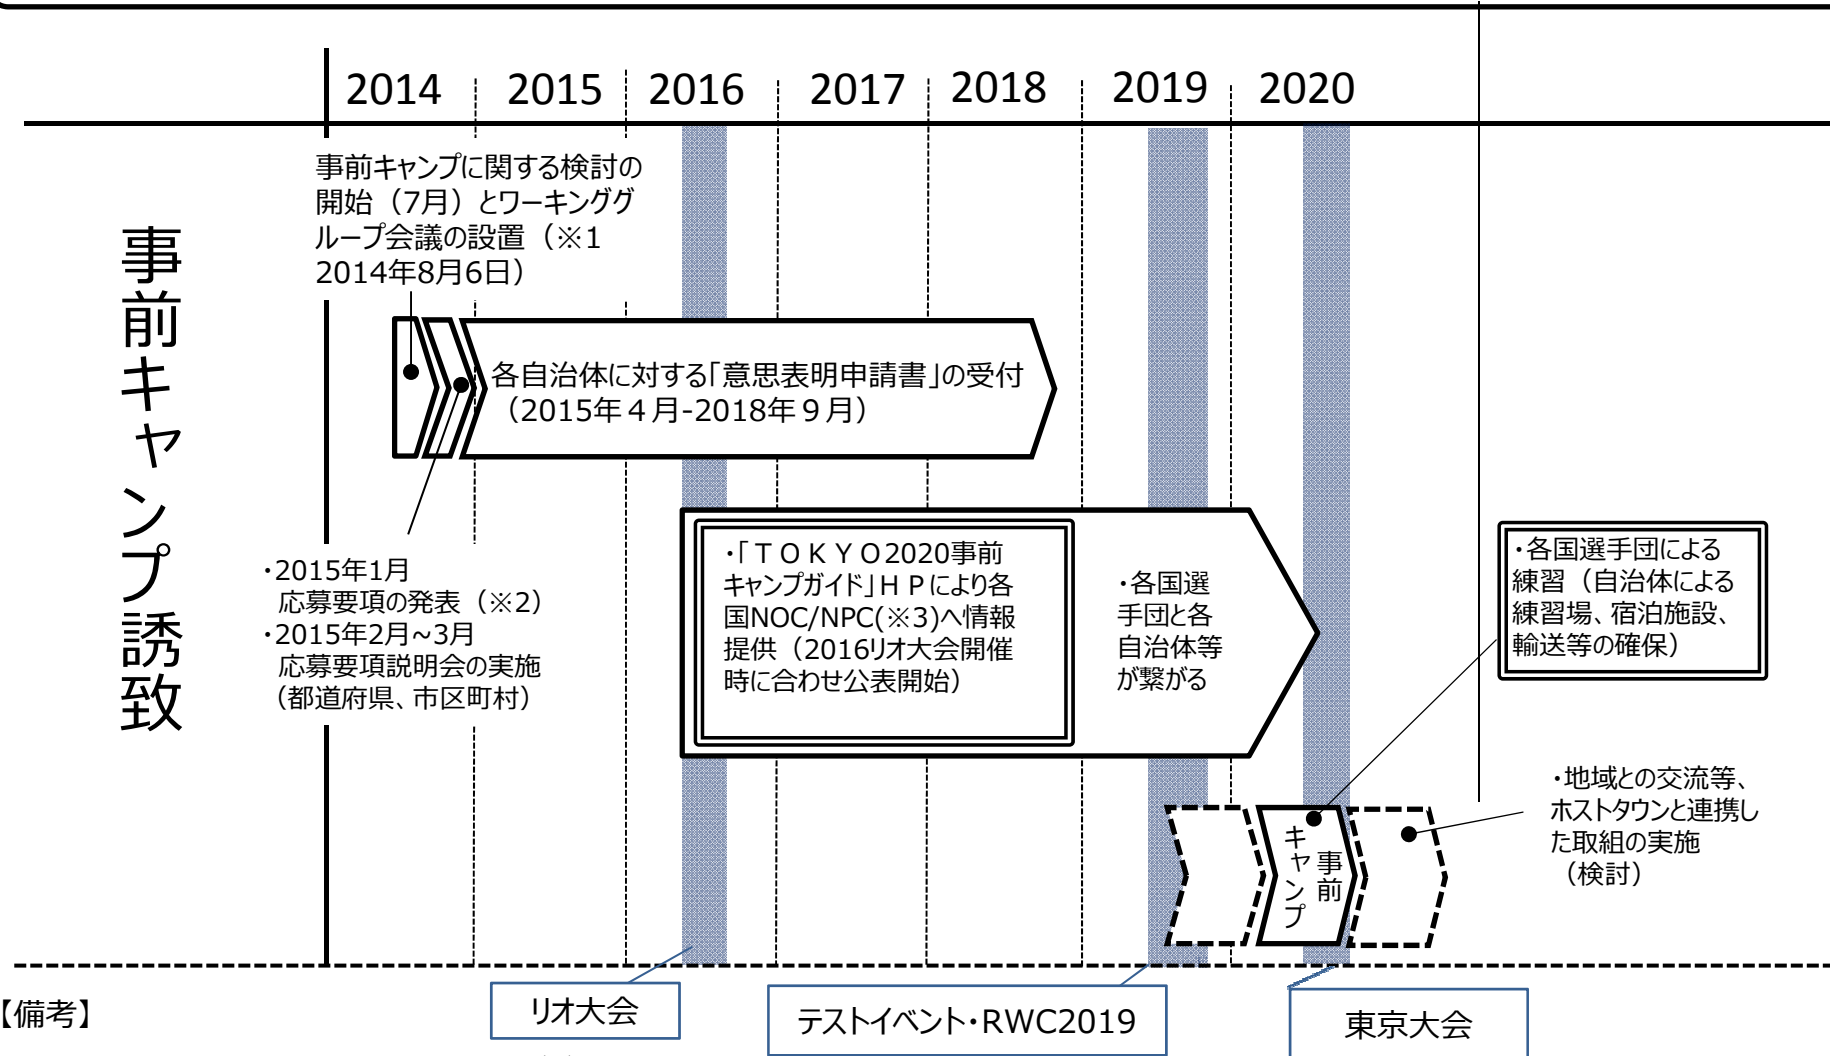 2014 2015 2016 2017 2018 2019 2020
事前キャンプ誘致
事前キャンプに関する検討の
開始（7月）とワーキンググ
ループ会議の設置（※1
2014年8月6日）
各自治体に対する「意思表明申請書」の受付
（2015年４月-2018年９月）
・2015年1月
応募要項の発表（※2）
・2015年2月~3月
応募要項説明会の実施
（都道府県、市区町村）
・「ＴＯＫＹＯ2020事前
キャンプガイド」ＨＰにより各
国NOC/NPC(※3)へ情報
提供（2016リオ大会開催
時に合わせ公表開始）
・各国選
手団と各
自治体等
が繋がる
・各国選手団による
練習（自治体による
練習場、宿泊施設、
輸送等の確保）
事前
キャンプ
・地域との交流等、
ホストタウンと連携し
た取組の実施
（検討）
リオ大会
テストイベント・RWC2019
東京大会
【備考】